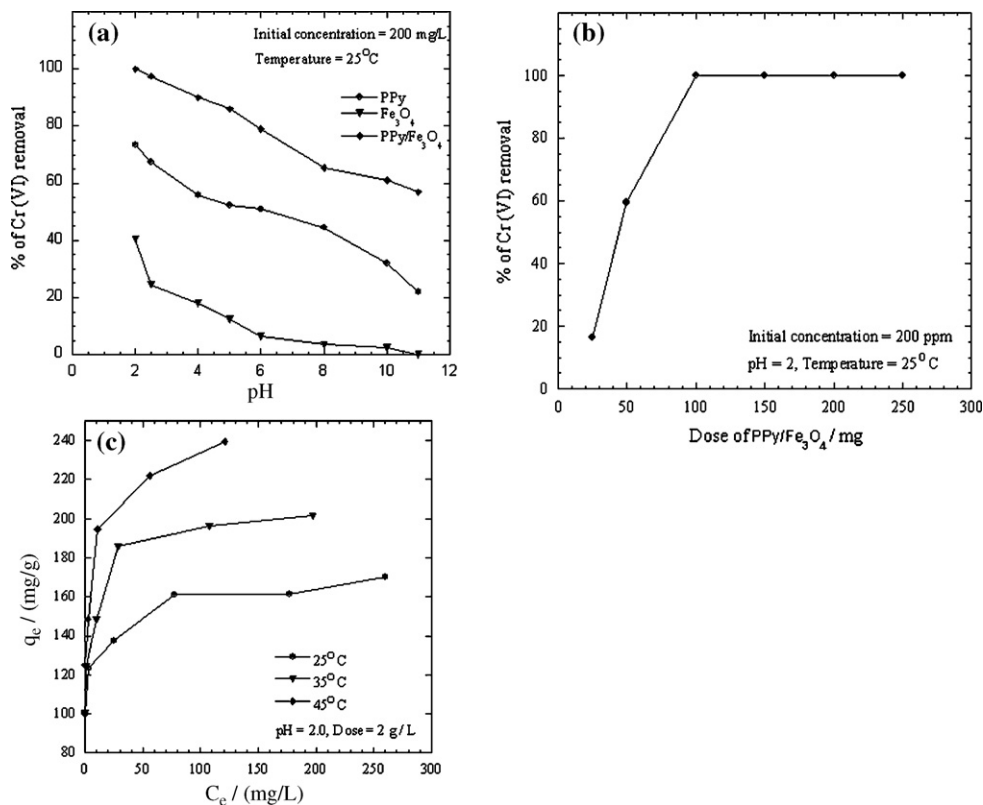 (a)
Initial concentration = 200 mg/L
Temperature = 25°C
PPy
Fe₃O₄
PPy/Fe₃O₄
% of Cr (VI) removal
100
80
60
40
20
0
0 2 4 6 8 10 12
pH
(b)
% of Cr (VI) removal
100
80
60
40
20
0
Initial concentration = 200 ppm
pH = 2, Temperature = 25⁰ C
0 50 100 150 200 250 300
Dose of PPy/Fe₃O₄ / mg
(c)
qₑ / (mg/g)
240
220
200
180
160
140
120
100
80
25°C
35°C
45°C
pH = 2.0, Dose = 2 g / L
0 50 100 150 200 250 300
Cₑ / (mg/L)